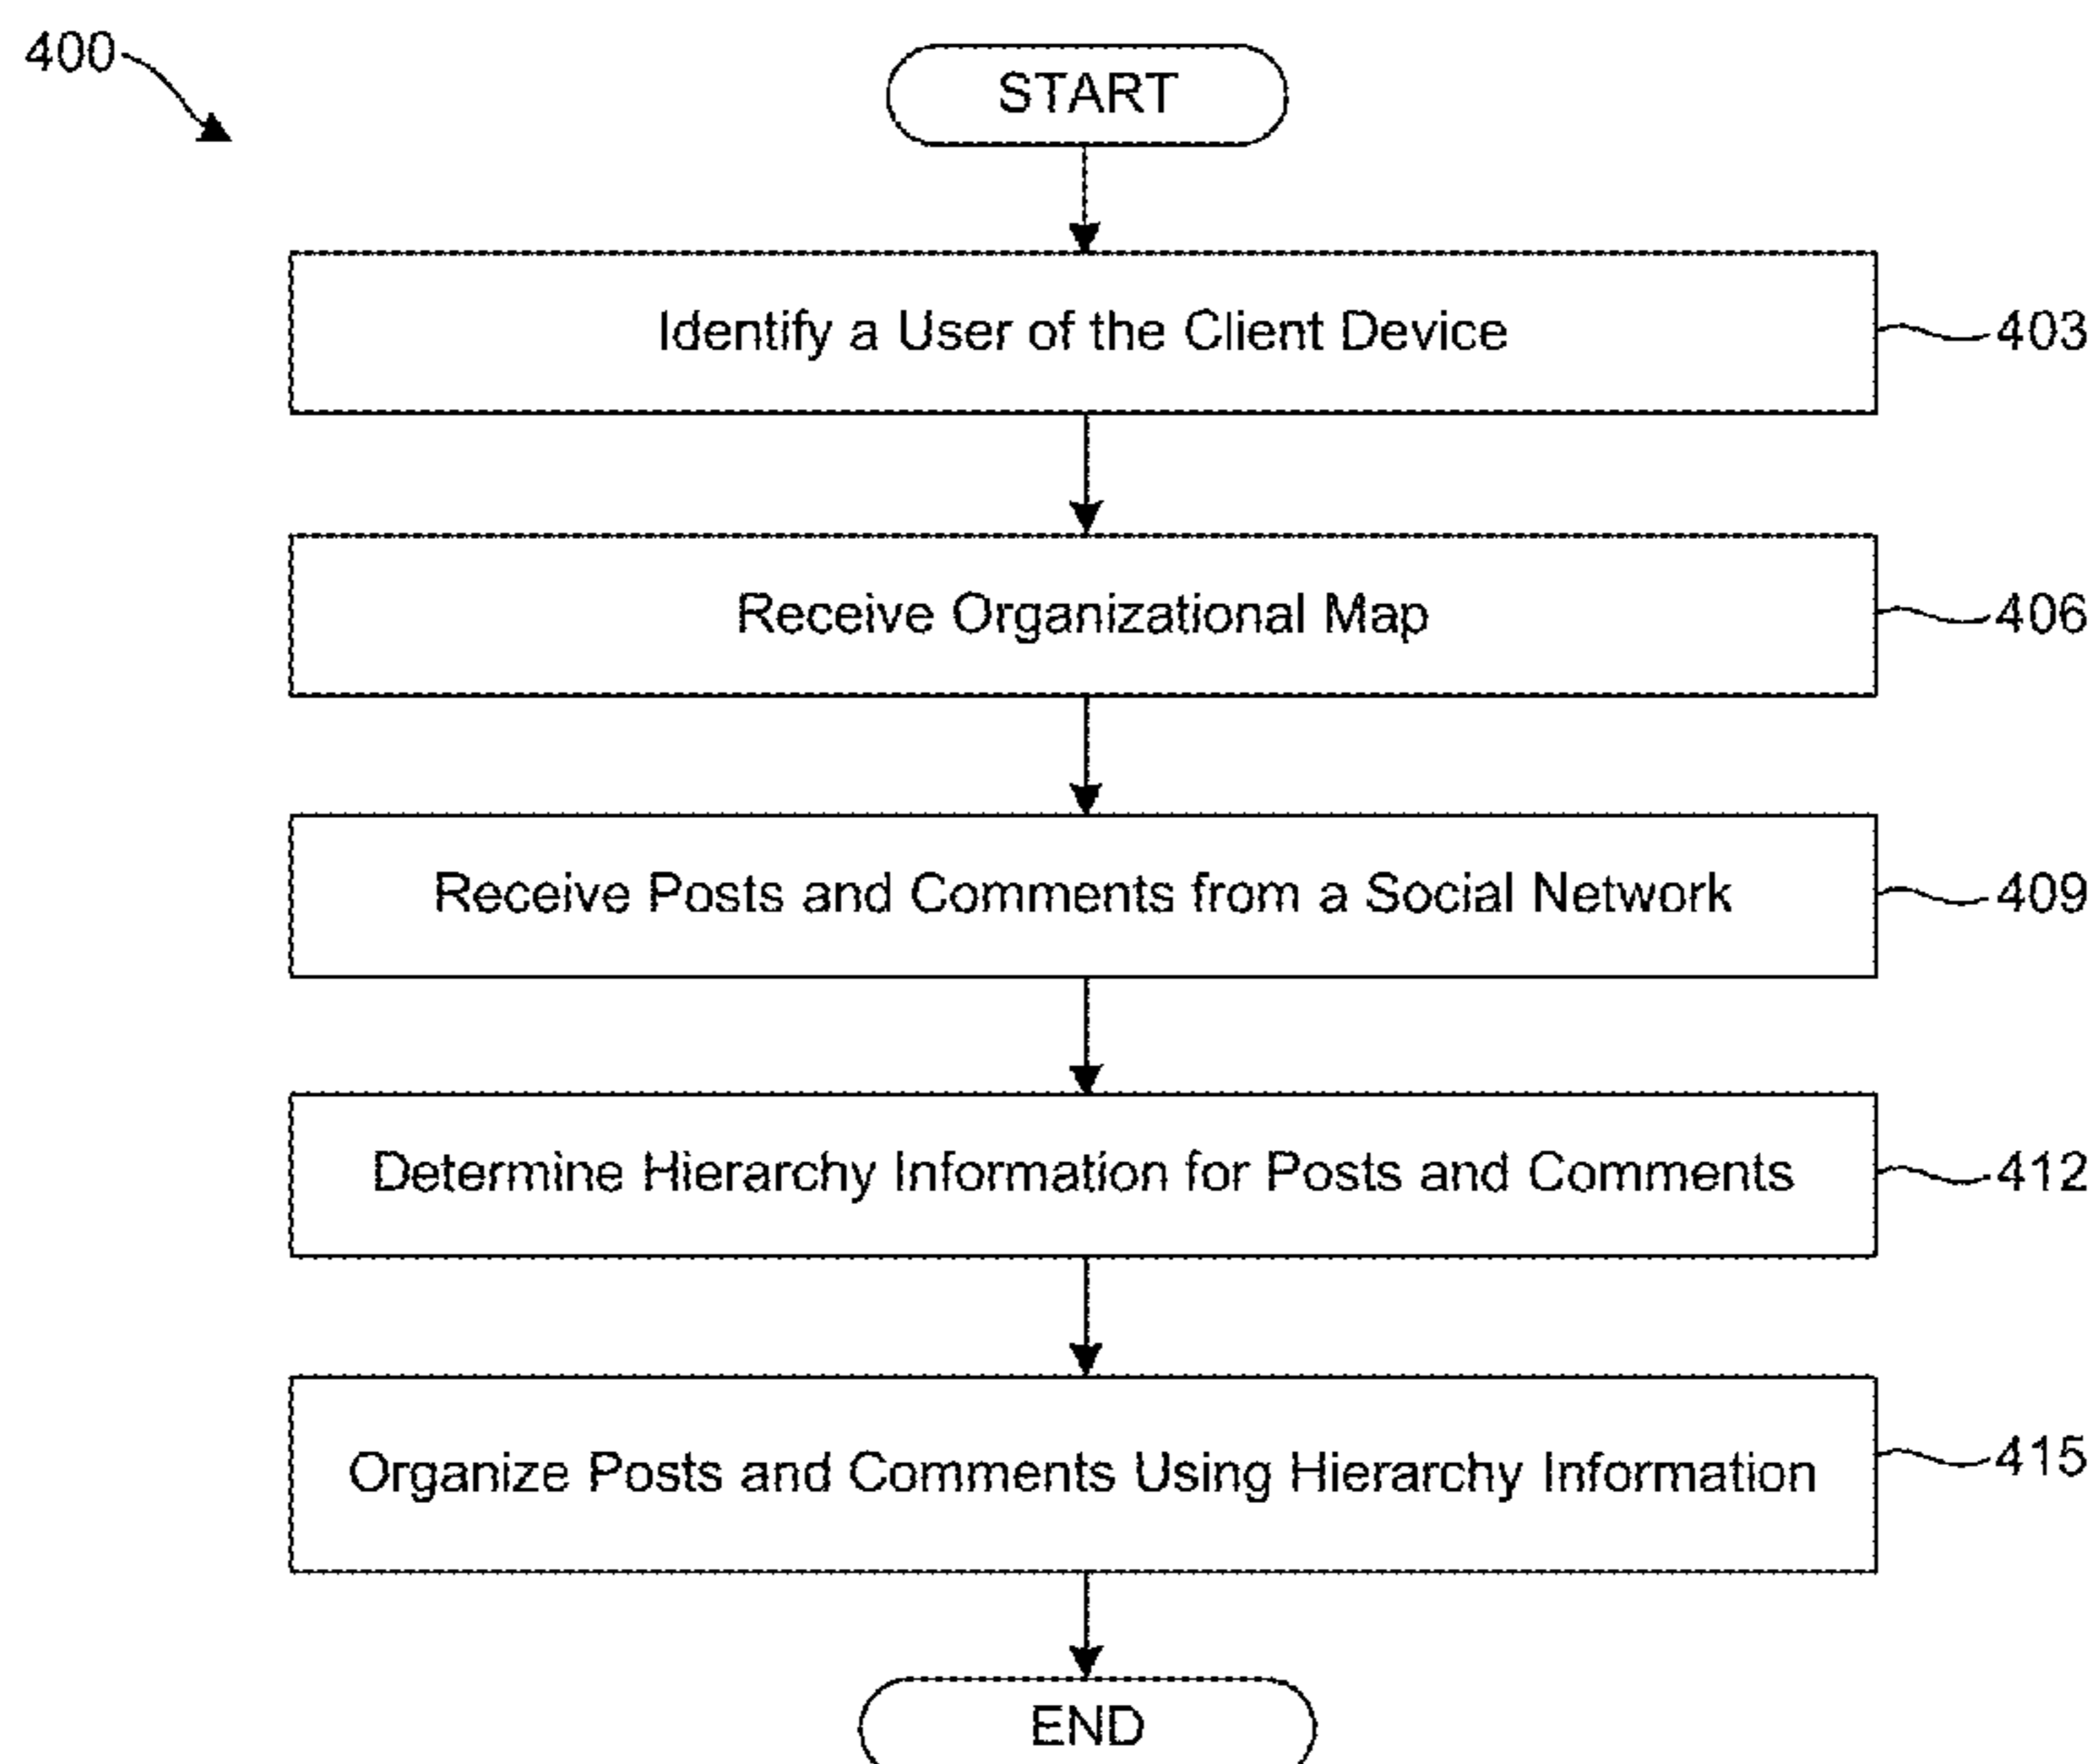 400
START
Identify a User of the Client Device
403
Receive Organizational Map
406
Receive Posts and Comments from a Social Network
409
Determine Hierarchy Information for Posts and Comments
412
Organize Posts and Comments Using Hierarchy Information
415
END